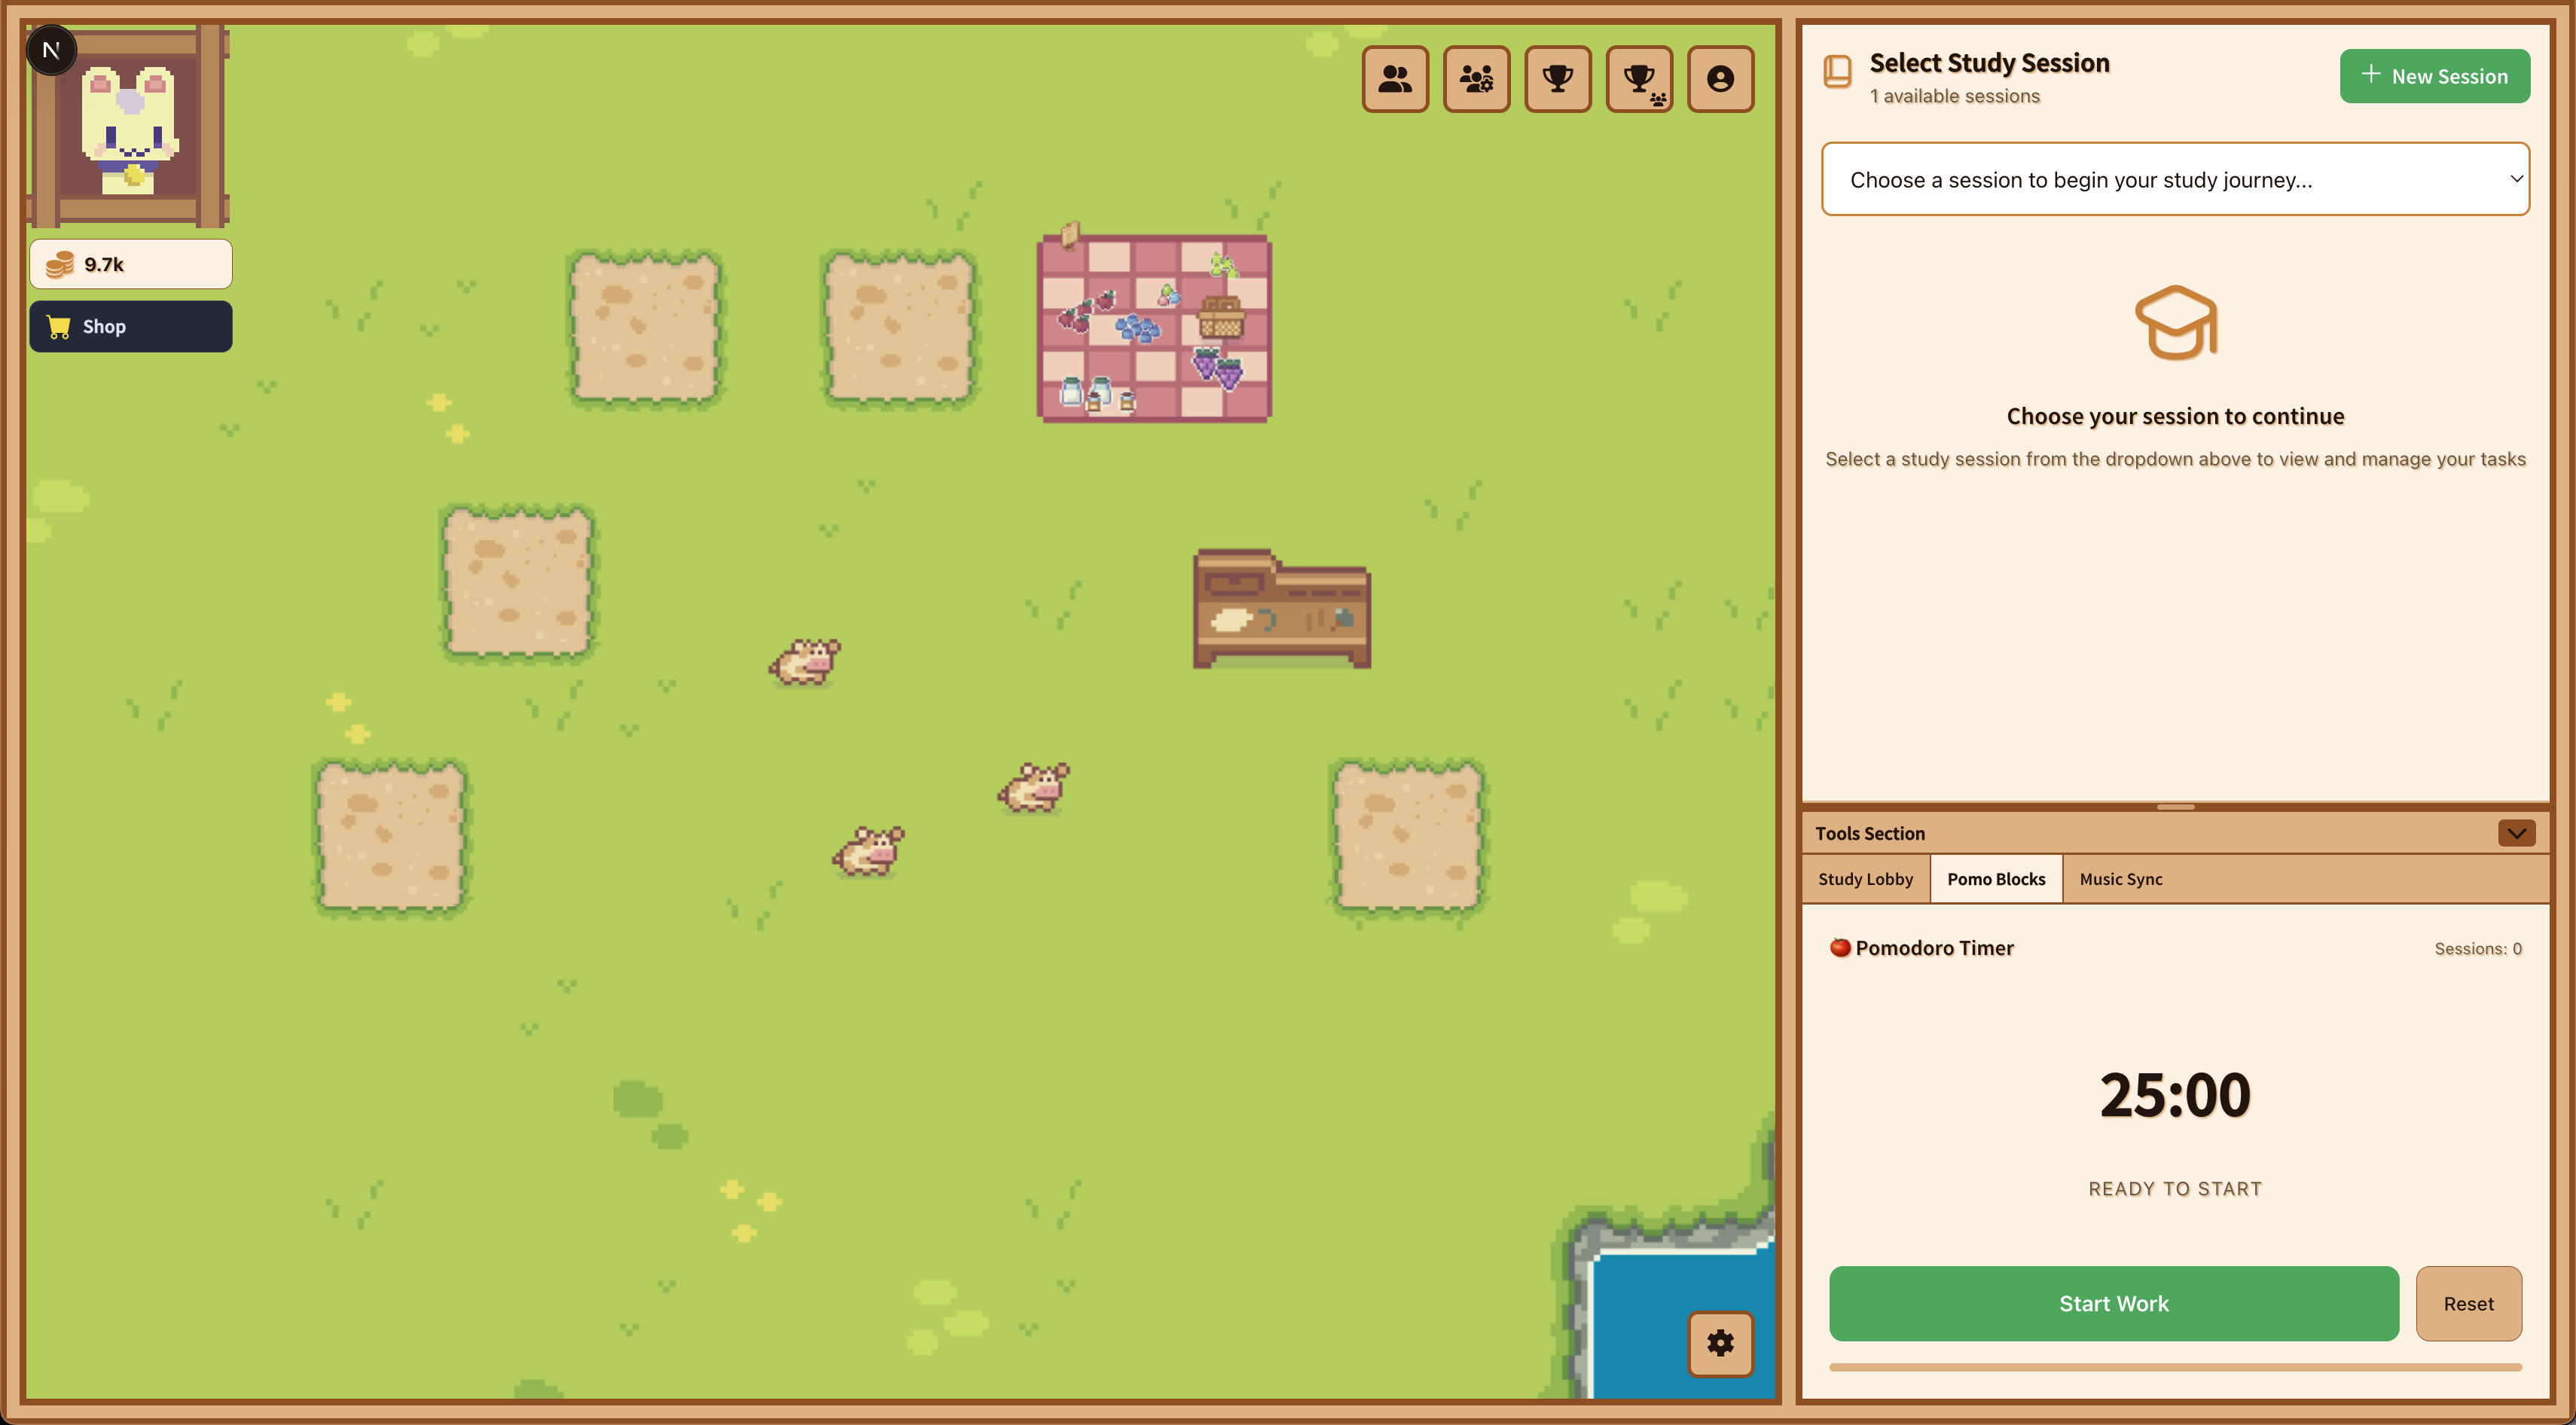 N
9.7k
Shop
Select Study Session
1 available sessions
New Session
Choose a session to begin your study journey...
Choose your session to continue
Select a study session from the dropdown above to view and manage your tasks
Tools Section
Study Lobby
Pomo Blocks
Music Sync
Pomodoro Timer
Sessions: 0
25:00
READY TO START
Start Work
Reset